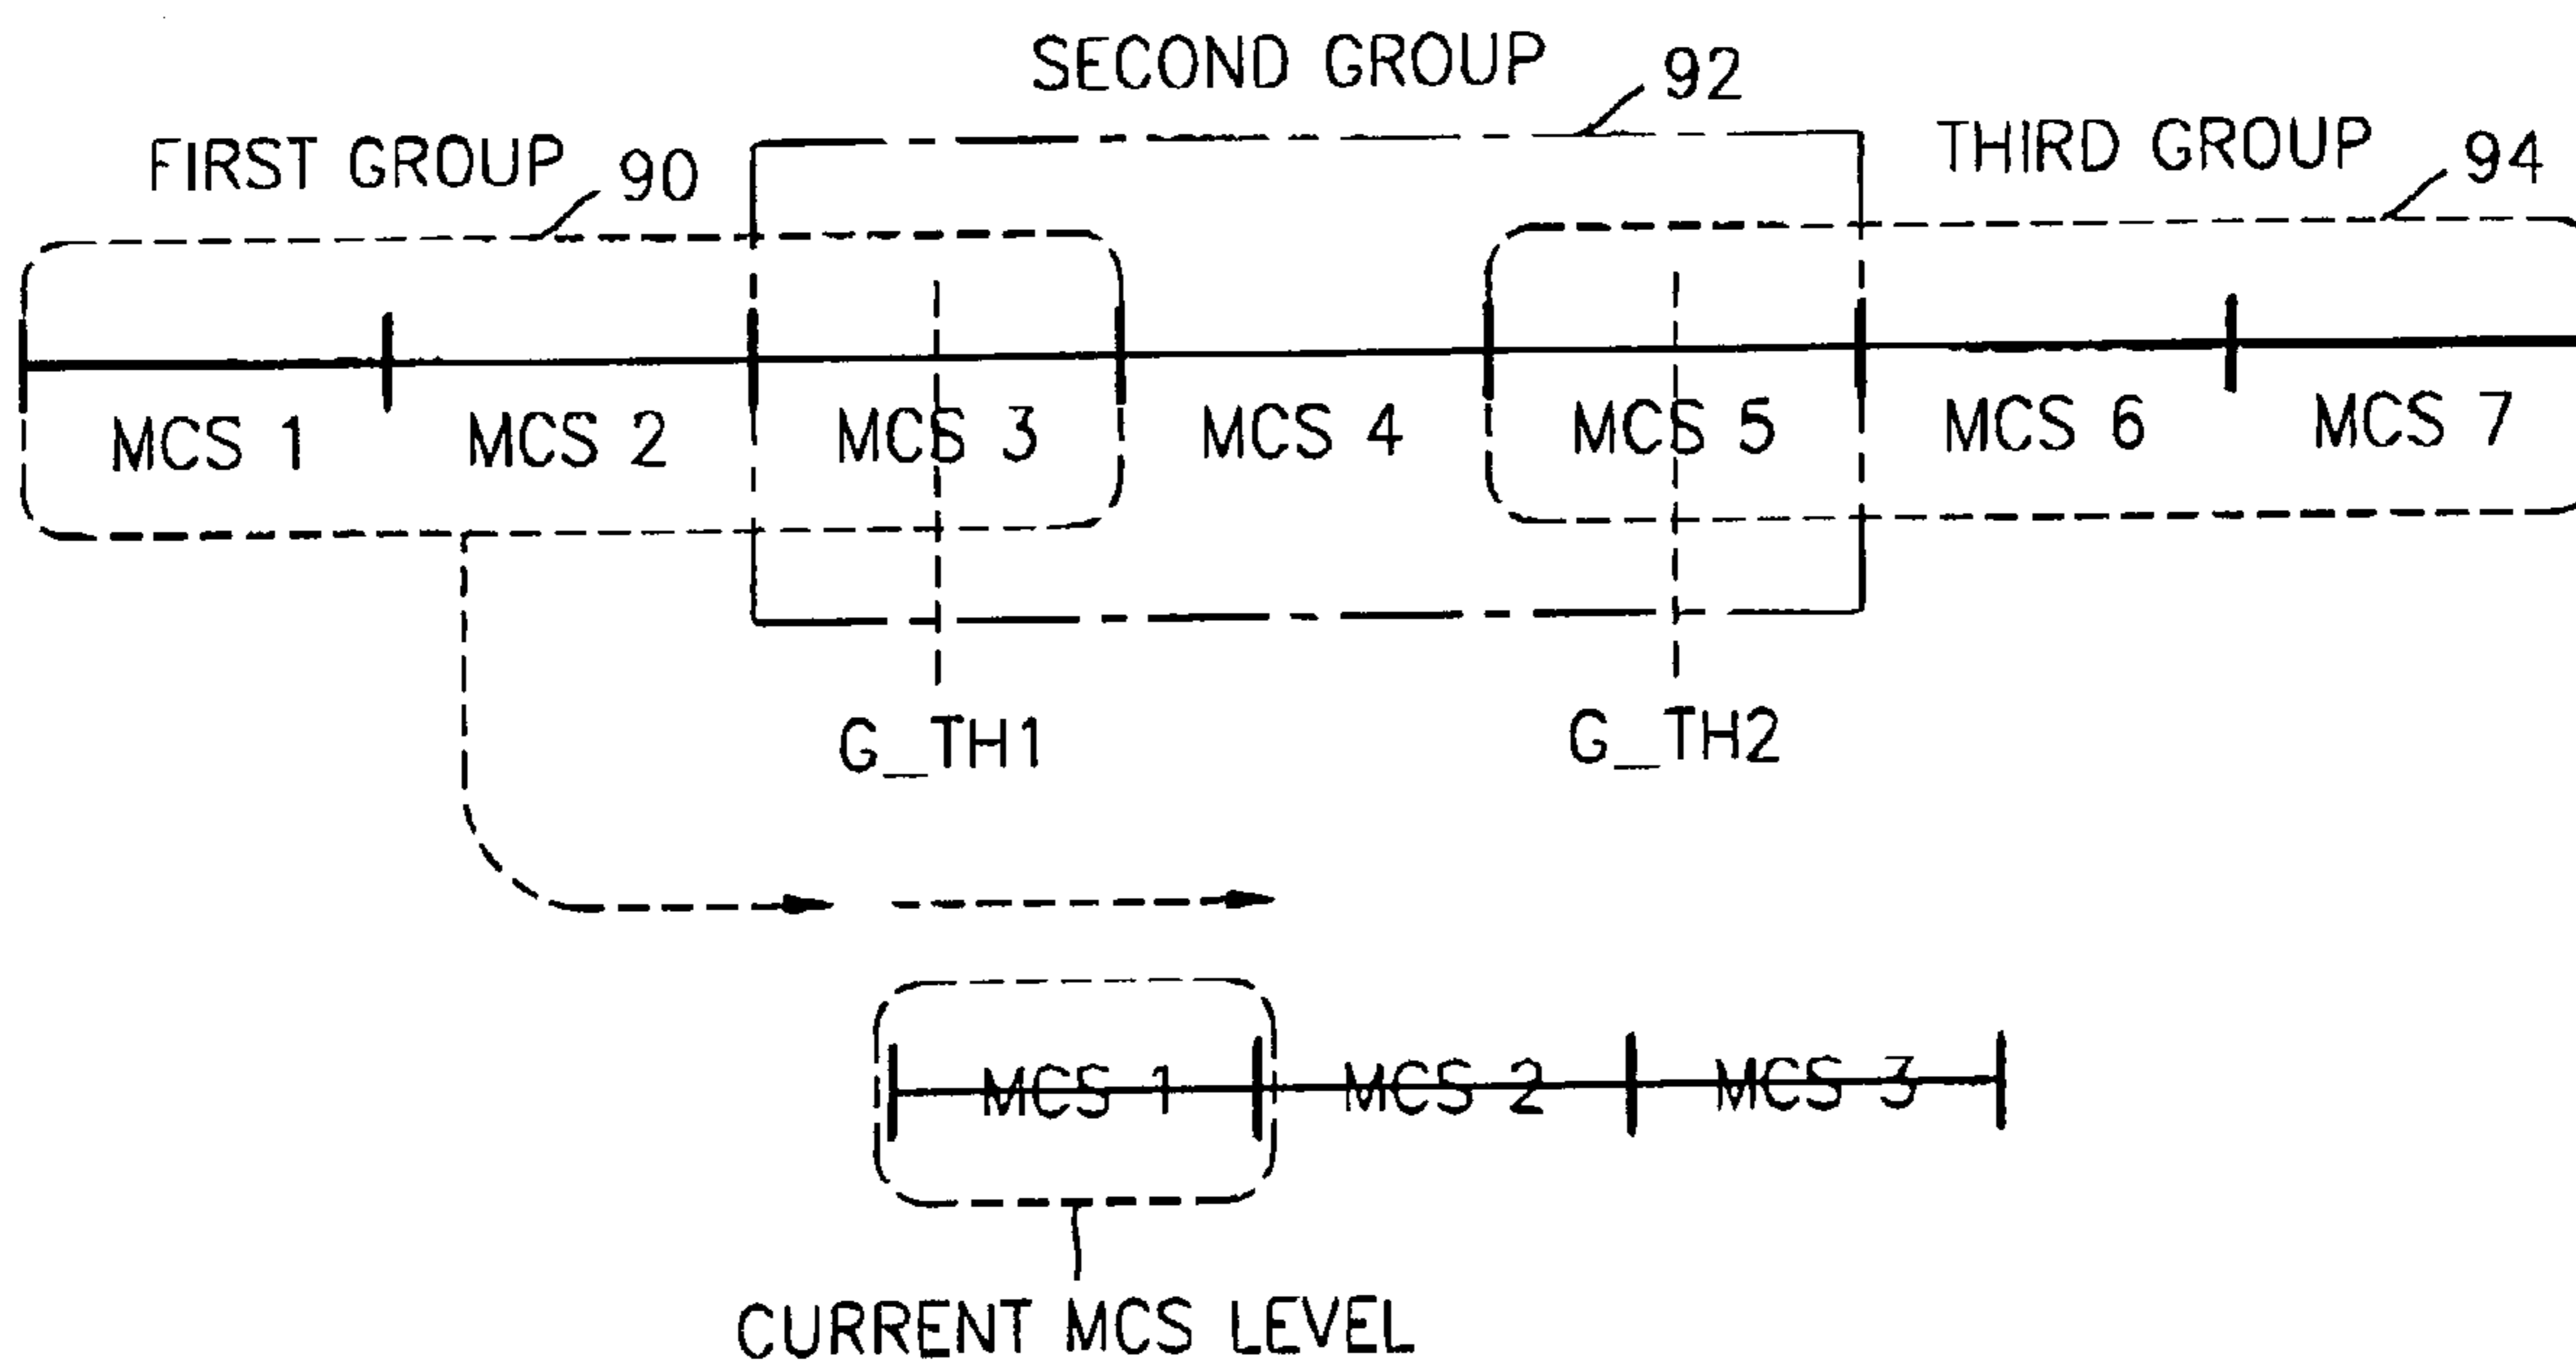 SECOND GROUP 92
FIRST GROUP 90
THIRD GROUP 94
MCS 1 MCS 2 MCS 3 MCS 4 MCS 5 MCS 6 MCS 7
G_TH1 G_TH2
MCS 1 MCS 2 MCS 3
CURRENT MCS LEVEL